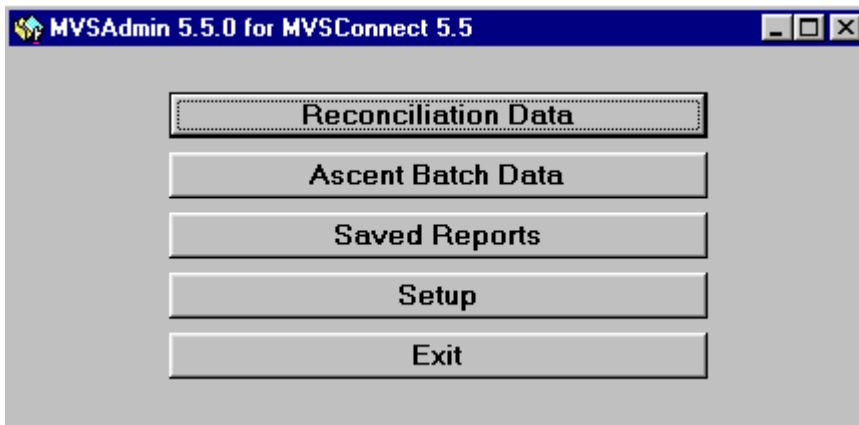 MVSAdmin 5.5.0 for MVSConnect 5.5
Reconciliation Data
Ascent Batch Data
Saved Reports
Setup
Exit